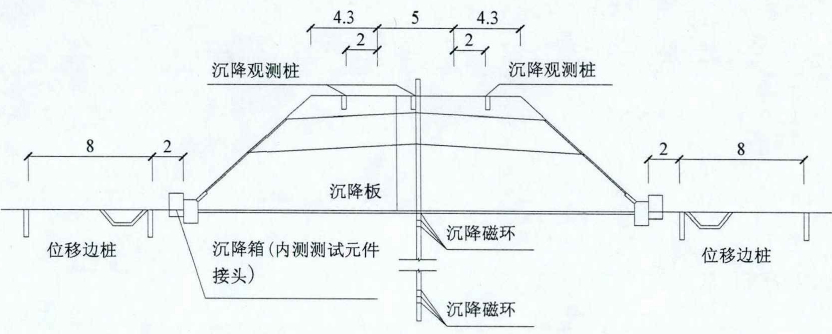 4.3 5 4.3
2 2
沉降观测桩 沉降观测桩
8 2 2 8
沉降板
位移边桩 沉降箱(内测测试元件 沉降磁环 位移边桩
接头)
沉降磁环